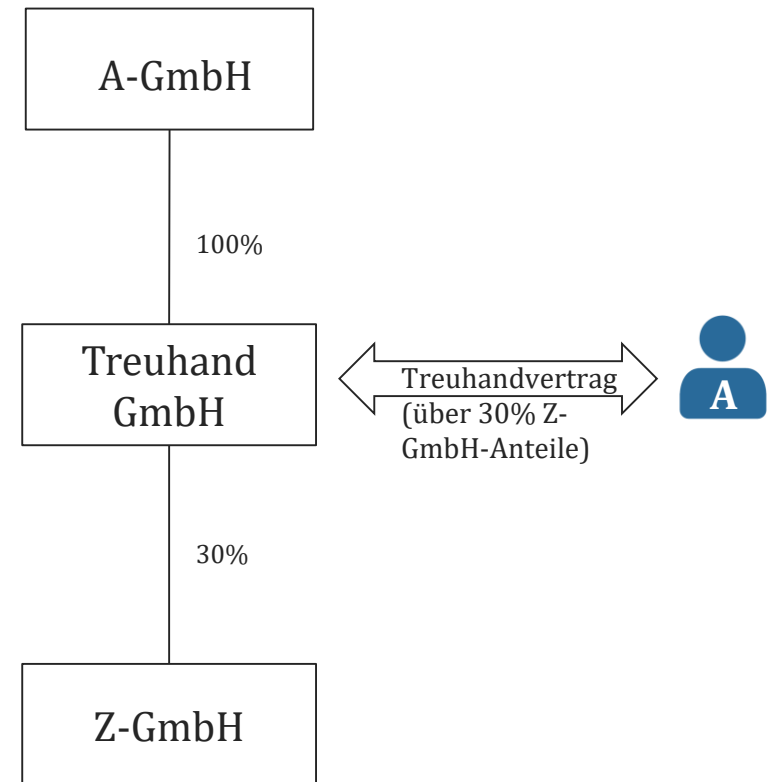 A-GmbH
100%
Treuhand
GmbH
Treuhandvertrag
(über 30% Z-
GmbH-Anteile)
A
30%
Z-GmbH